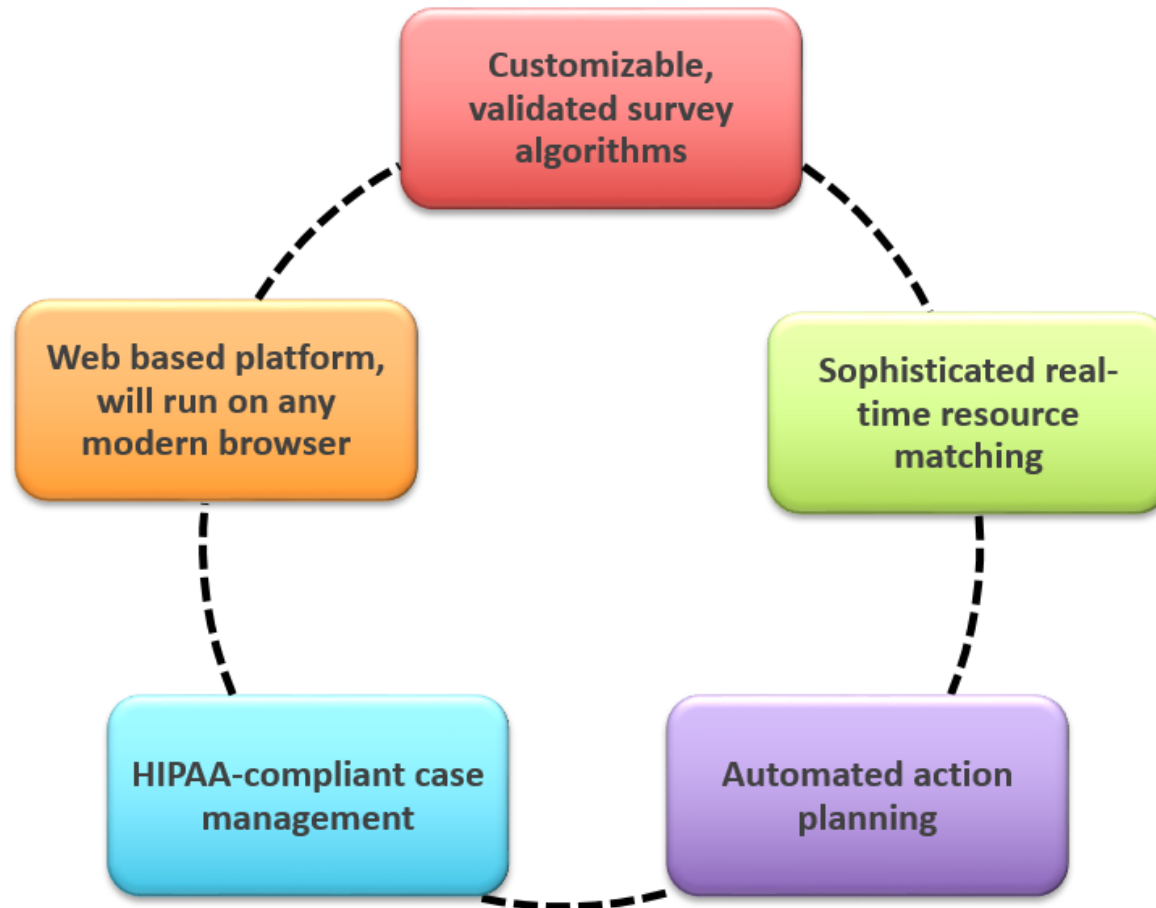 Customizable,
validated survey
algorithms
Web based platform,
will run on any
modern browser
Sophisticated real-
time resource
matching
HIPAA-compliant case
management
Automated action
planning